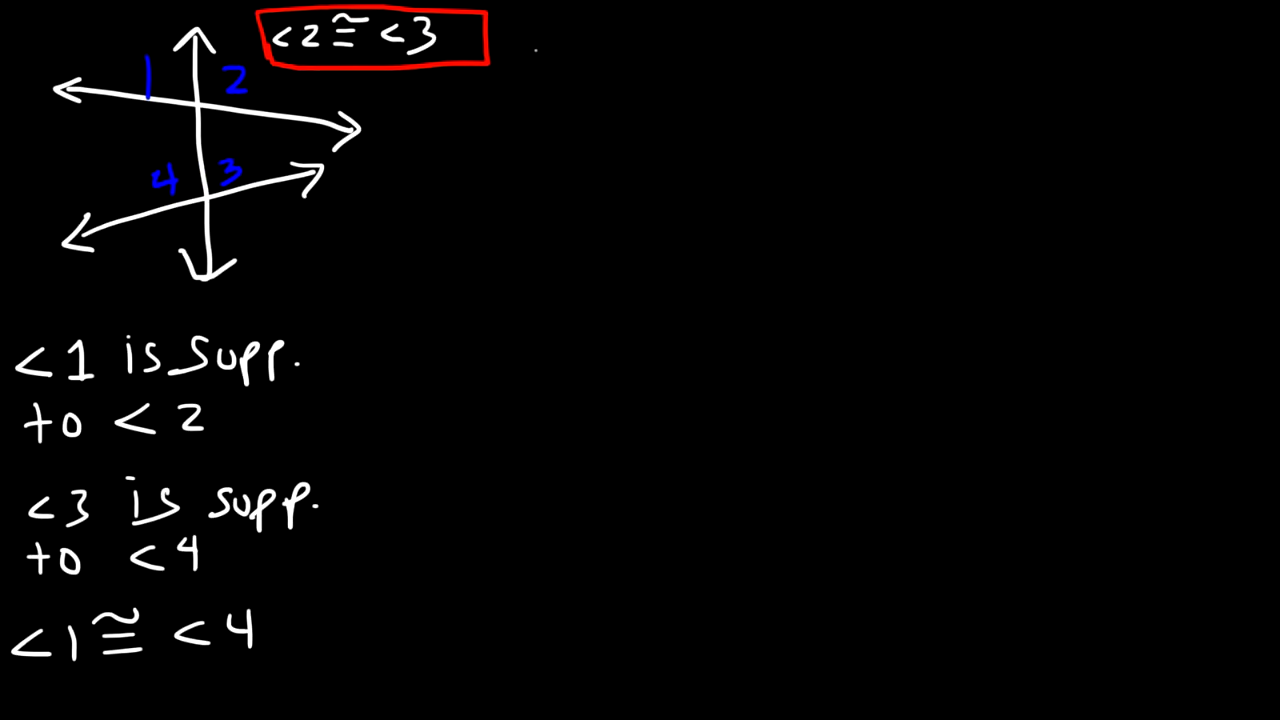 <2 ≅ <3
1 2
4 3
<1 is supp.
to <2
<3 is supp.
to <4
<1 ≅ <4